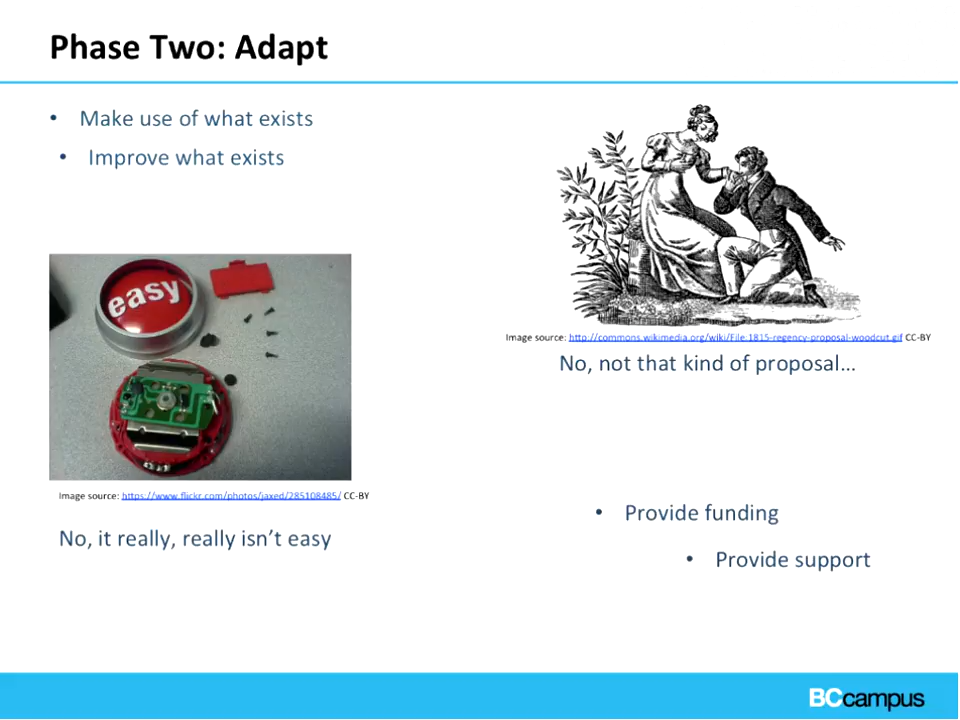 Phase Two: Adapt
• Make use of what exists
• Improve what exists
easy
Image source: https://www.flickr.com/photos/jaxed/285108485/ CC-BY
No, it really, really isn't easy
Image source: http://commons.wikimedia.org/wiki/File:1815-regency-proposal-woodcut.gif CC-BY
No, not that kind of proposal…
• Provide funding
• Provide support
BCcampus